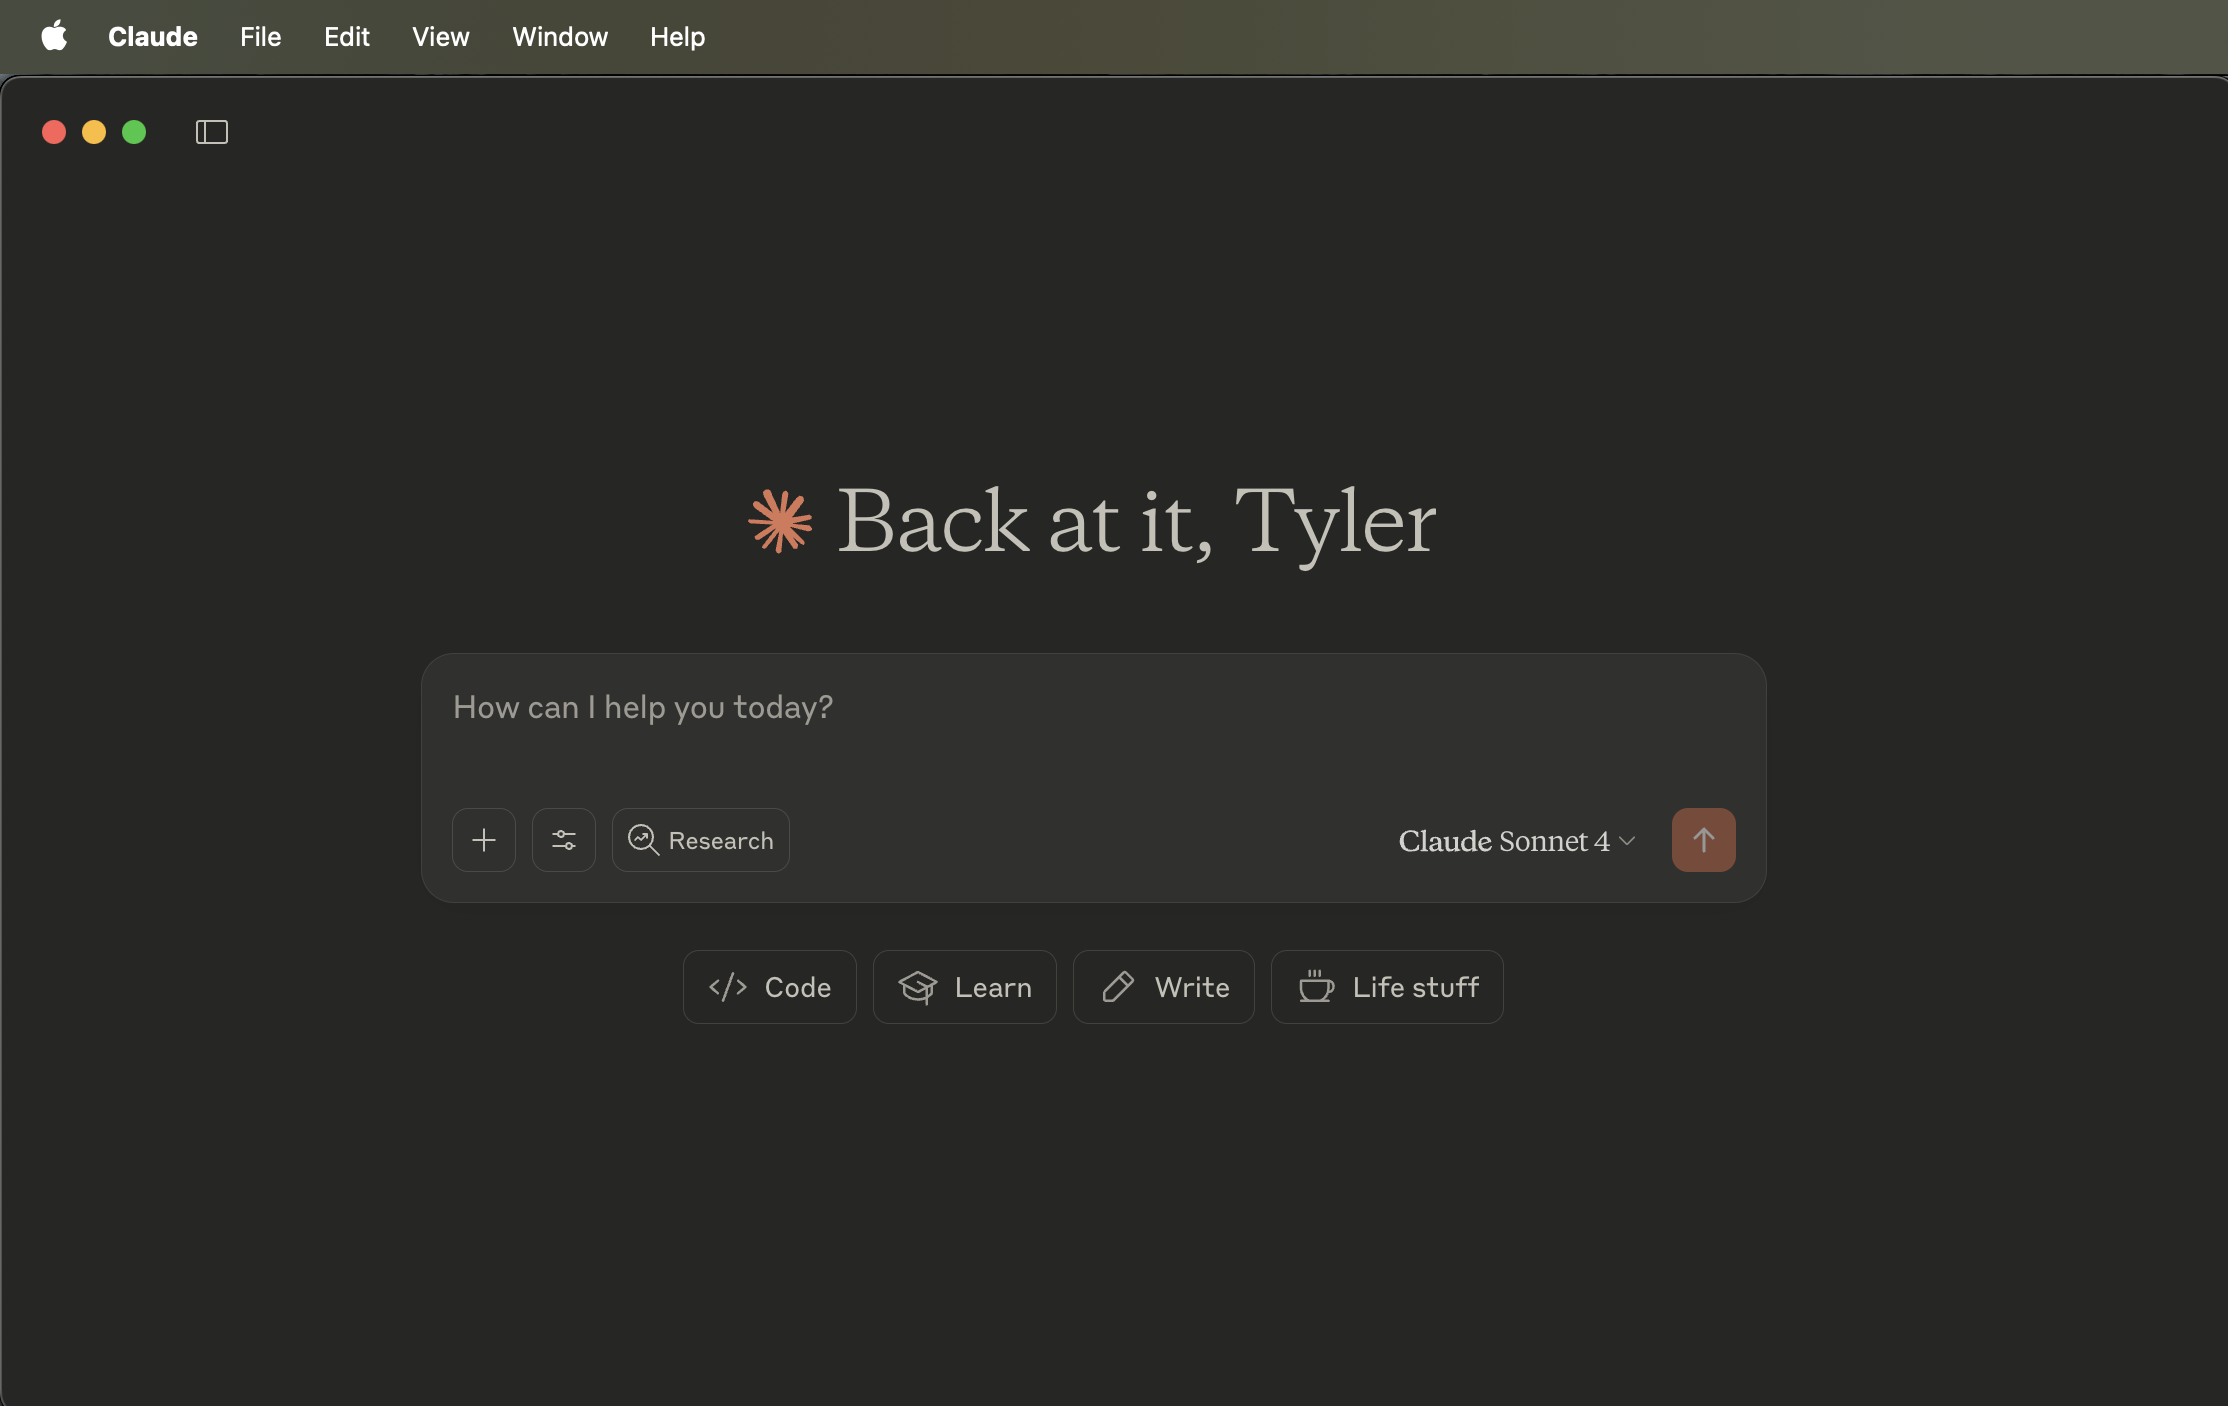 Claude File Edit View Window Help
Back at it, Tyler
How can I help you today?
Research Claude Sonnet 4
Code Learn Write Life stuff